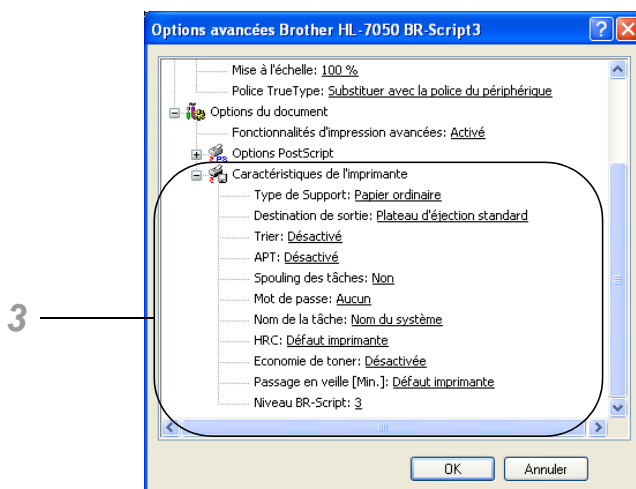 Options avancées Brother HL-7050 BR-Script3
Mise à l'échelle: 100 %
Police TrueType: Substituer avec la police du périphérique
Options du document
Fonctionnalités d'impression avancées: Activé
PS Options PostScript
Caractéristiques de l'imprimante
Type de Support: Papier ordinaire
Destination de sortie: Plateau d'éjection standard
Trier: Désactivé
APT: Désactivé
Spouling des tâches: Non
Mot de passe: Aucun
Nom de la tâche: Nom du système
HRC: Défaut imprimante
Economie de toner: Désactivée
Passage en veille [Min.]: Défaut imprimante
Niveau BR-Script: 3
3
OK Annuler